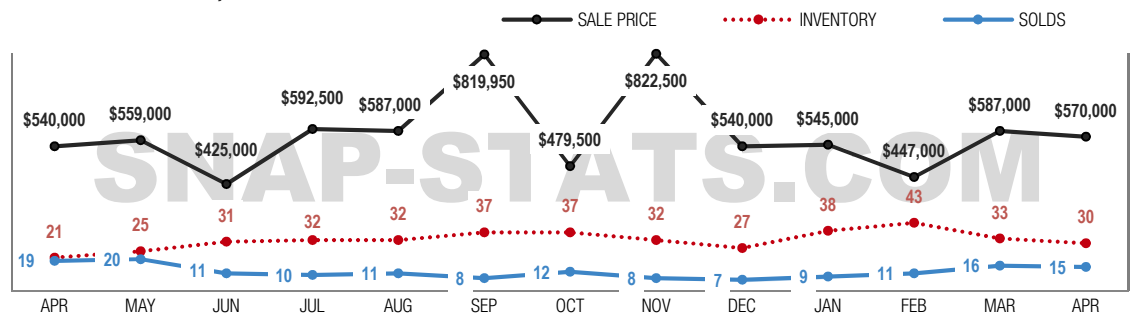 SALE PRICE INVENTORY SOLDS
$819,950 $822,500
$592,500 $587,000
$540,000 $559,000 $540,000 $545,000 $587,000 $570,000
$425,000 $479,500 $447,000
SNAP-STATS.COM
21 25 31 32 32 37 37 32 27 38 43 33 30
19 20 11 10 11 8 12 8 7 9 11 16 15
APR MAY JUN JUL AUG SEP OCT NOV DEC JAN FEB MAR APR